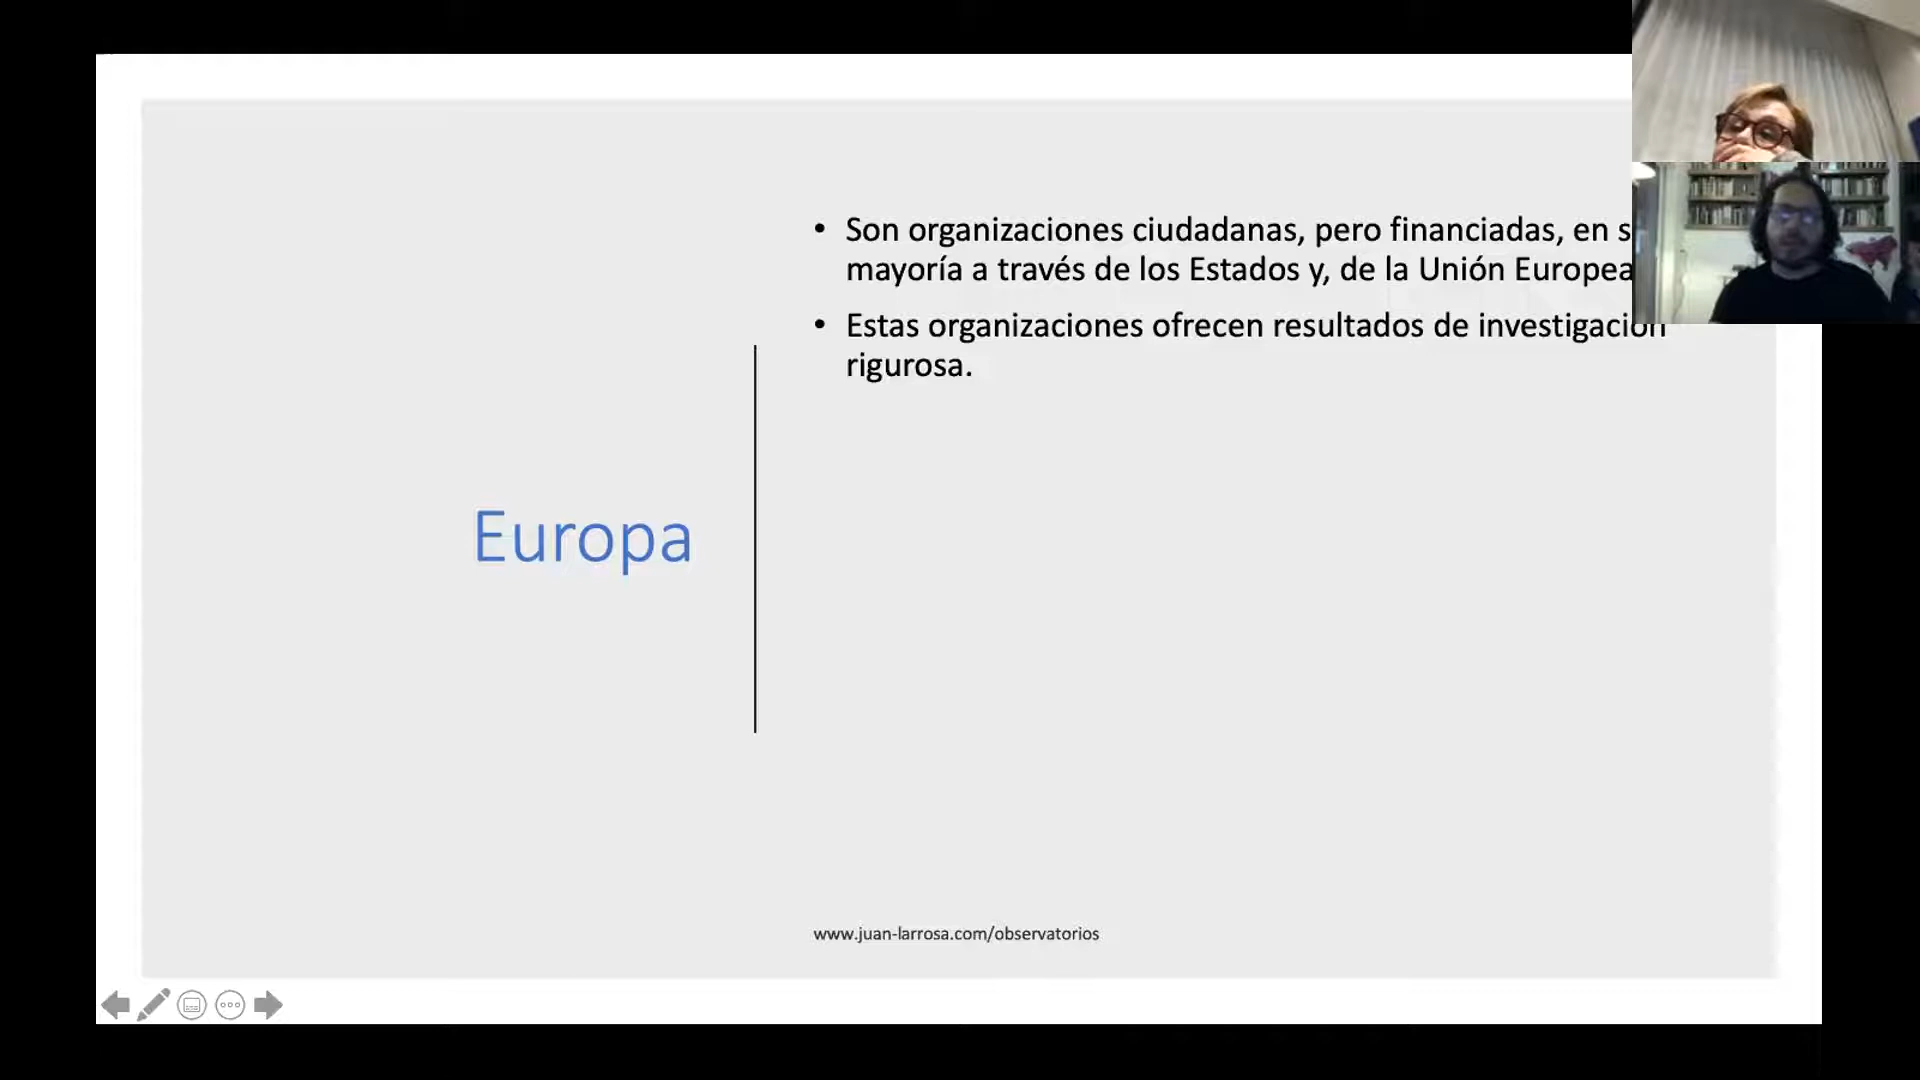 Son organizaciones ciudadanas, pero financiadas, en s
mayoría a través de los Estados y, de la Unión Europea
Estas organizaciones ofrecen resultados de investigación
rigurosa.
Europa
www.juan-larrosa.com/observatorios